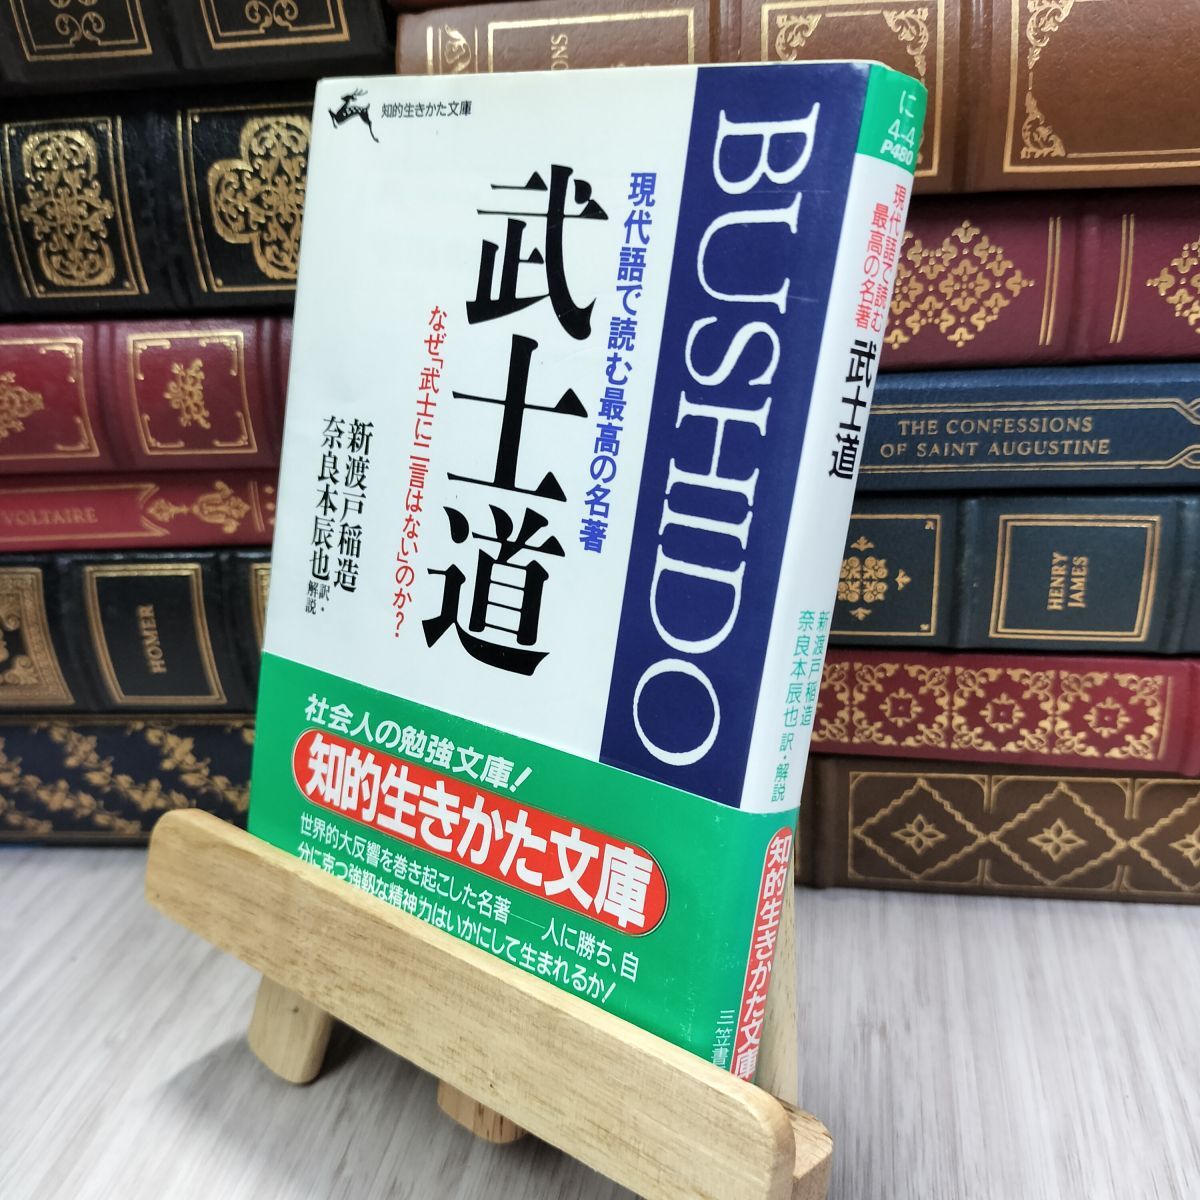 知的生きかた文庫
BUSHIDO
現代語で読む最高の名著
武士道
なぜ「武士に二言はない」のか?
新渡戸稲造
奈良本辰也 訳・解説
社会人の勉強文庫!
知的生きかた文庫
世界的大反響を巻き起こした名著――人に勝ち、自
分に克つ強靱な精神力はいかにして生まれるか!
に
4-4
P480
現代語で読む
最高の名著
武士道
新渡戸稲造
奈良本辰也 訳・解説
知的生きかた文庫
三笠書
VOLTAIRE
HOMER
THE CONFESSIONS
OF SAINT AUGUSTINE
HENRY
JAMES